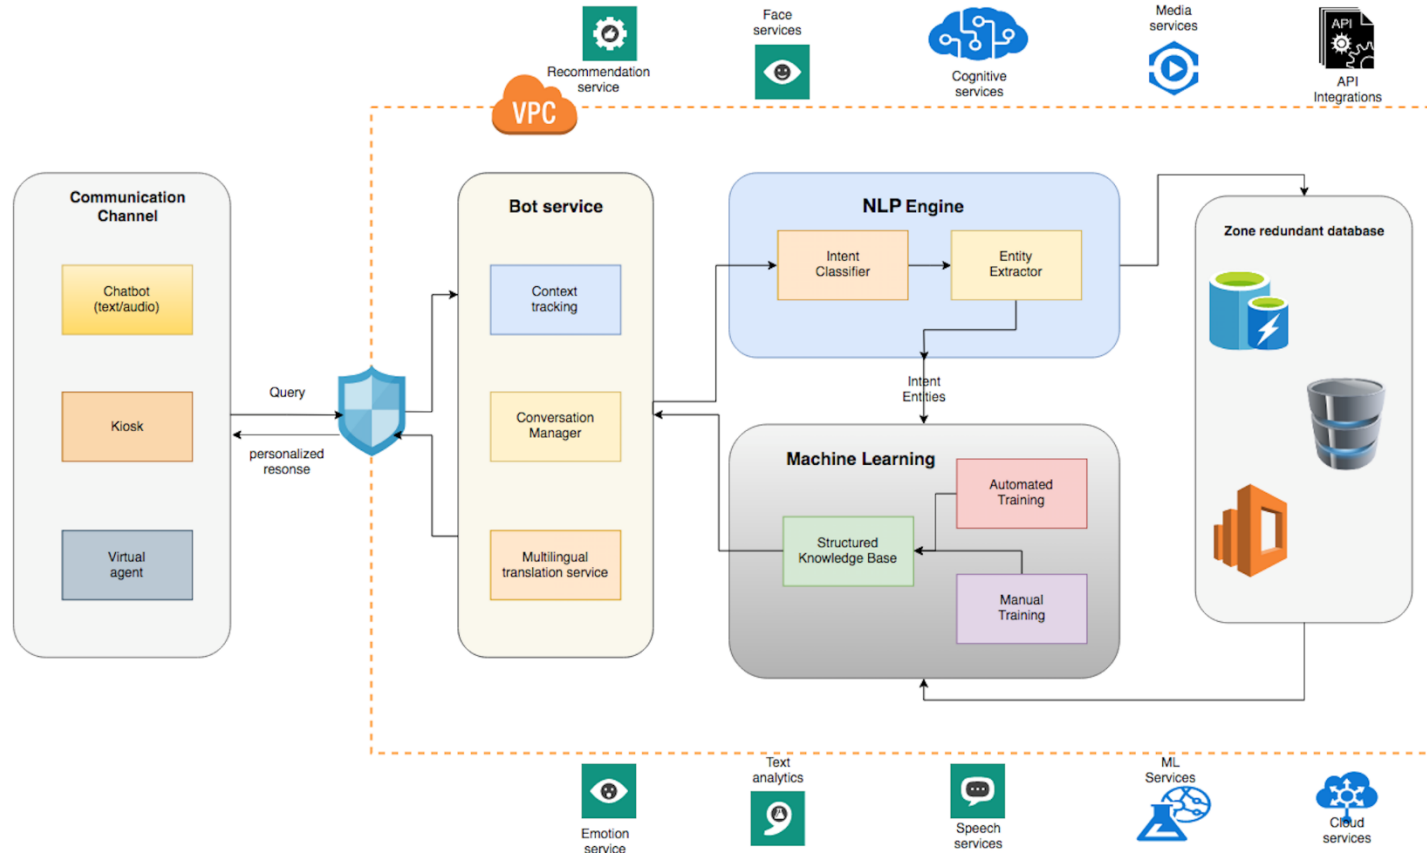 Recommendation
service
Face
services
Cognitive
services
Media
services
API
API
Integrations
VPC
Communication
Channel
Chatbot
(text/audio)
Kiosk
Virtual
agent
Query
personalized
resonse
Bot service
Context
tracking
Conversation
Manager
Multilingual
translation service
NLP Engine
Intent
Classifier
Entity
Extractor
Intent
Entities
Machine Learning
Automated
Training
Structured
Knowledge Base
Manual
Training
Zone redundant database
Emotion
service
Text
analytics
Speech
services
ML
Services
Cloud
services